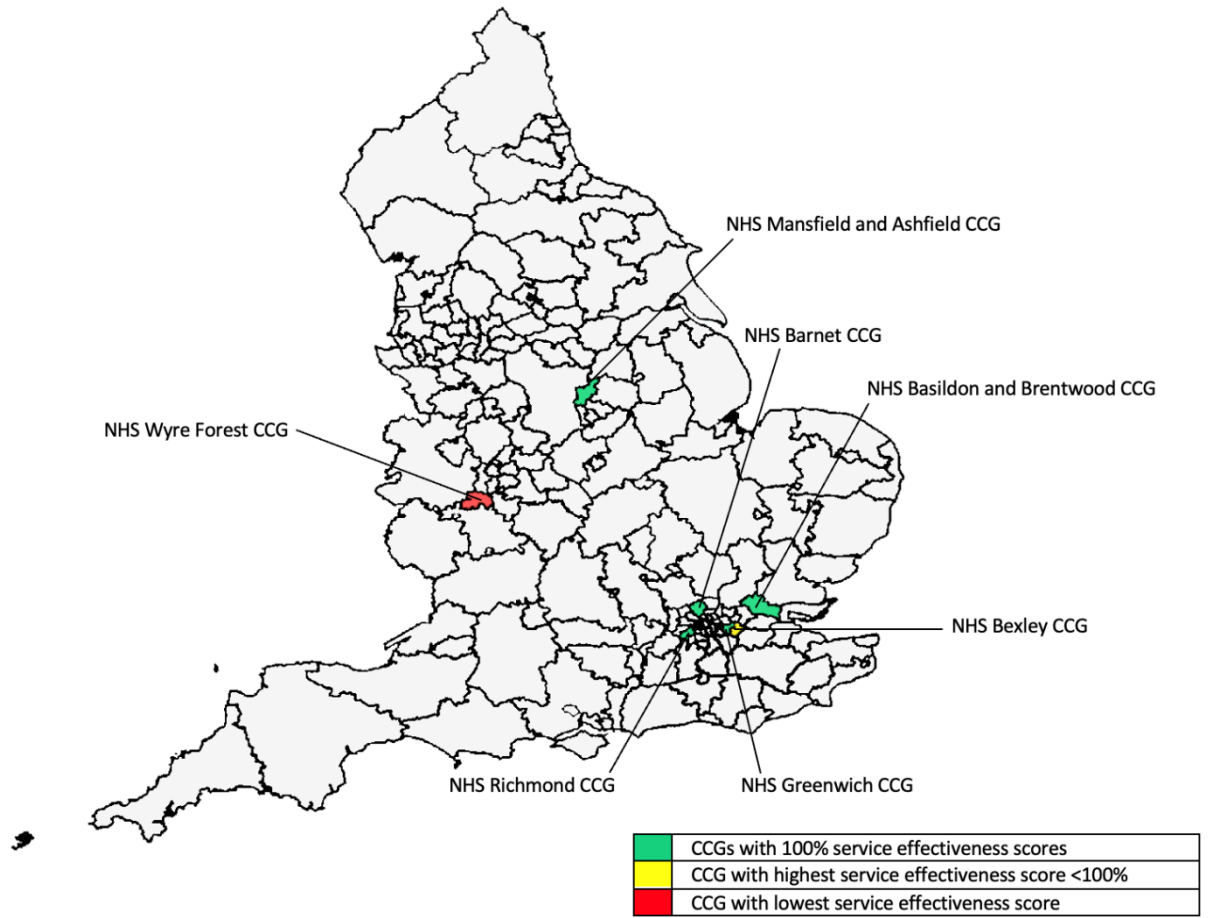 NHS Mansfield and Ashfield CCG
NHS Barnet CCG
NHS Basildon and Brentwood CCG
NHS Wyre Forest CCG
NHS Bexley CCG
NHS Richmond CCG
NHS Greenwich CCG
CCGs with 100% service effectiveness scores
CCG with highest service effectiveness score <100%
CCG with lowest service effectiveness score